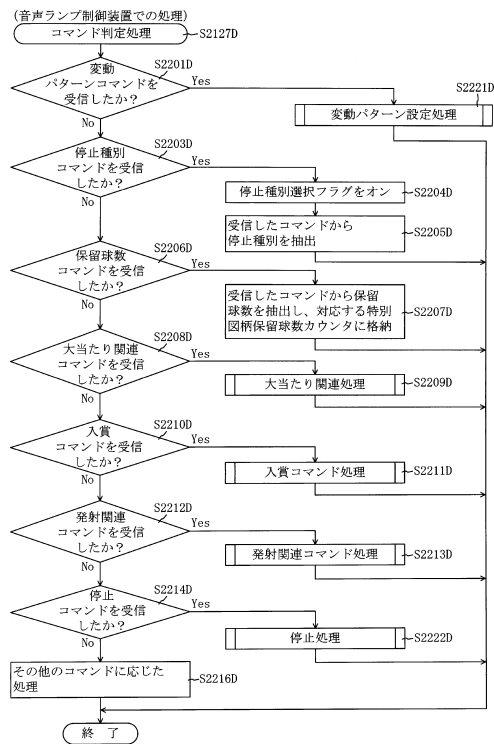 (音声ランプ制御装置での処理)
コマンド判定処理
S2127D
変動
パターンコマンドを
受信したか？
S2201D
Yes
No
変動パターン設定処理
S2221D
停止種別
コマンドを受信
したか？
S2203D
Yes
No
停止種別選択フラグをオン
S2204D
受信したコマンドから
停止種別を抽出
S2205D
保留球数
コマンドを受信
したか？
S2206D
Yes
No
受信したコマンドから保留
球数を抽出し、対応する特別
図柄保留球数カウンタに格納
S2207D
大当たり関連
コマンドを受信
したか？
S2208D
Yes
No
大当たり関連処理
S2209D
入賞
コマンドを受信
したか？
S2210D
Yes
No
入賞コマンド処理
S2211D
発射関連
コマンドを受信
したか？
S2212D
Yes
No
発射関連コマンド処理
S2213D
停止
コマンドを受信
したか？
S2214D
Yes
No
停止処理
S2222D
その他のコマンドに応じた
処理
S2216D
終 了